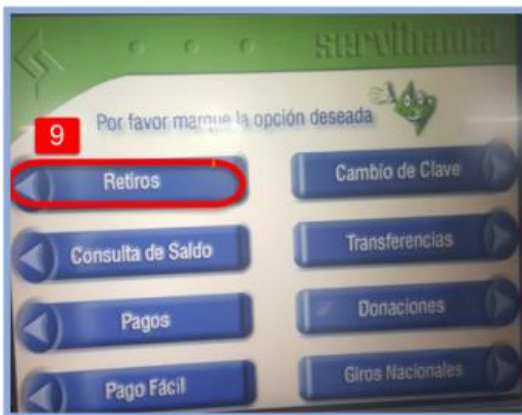 servibanca
Por favor marque la opción deseada
9
Retiros
Cambio de Clave
Consulta de Saldo
Transferencias
Pagos
Donaciones
Pago Fácil
Giros Nacionales